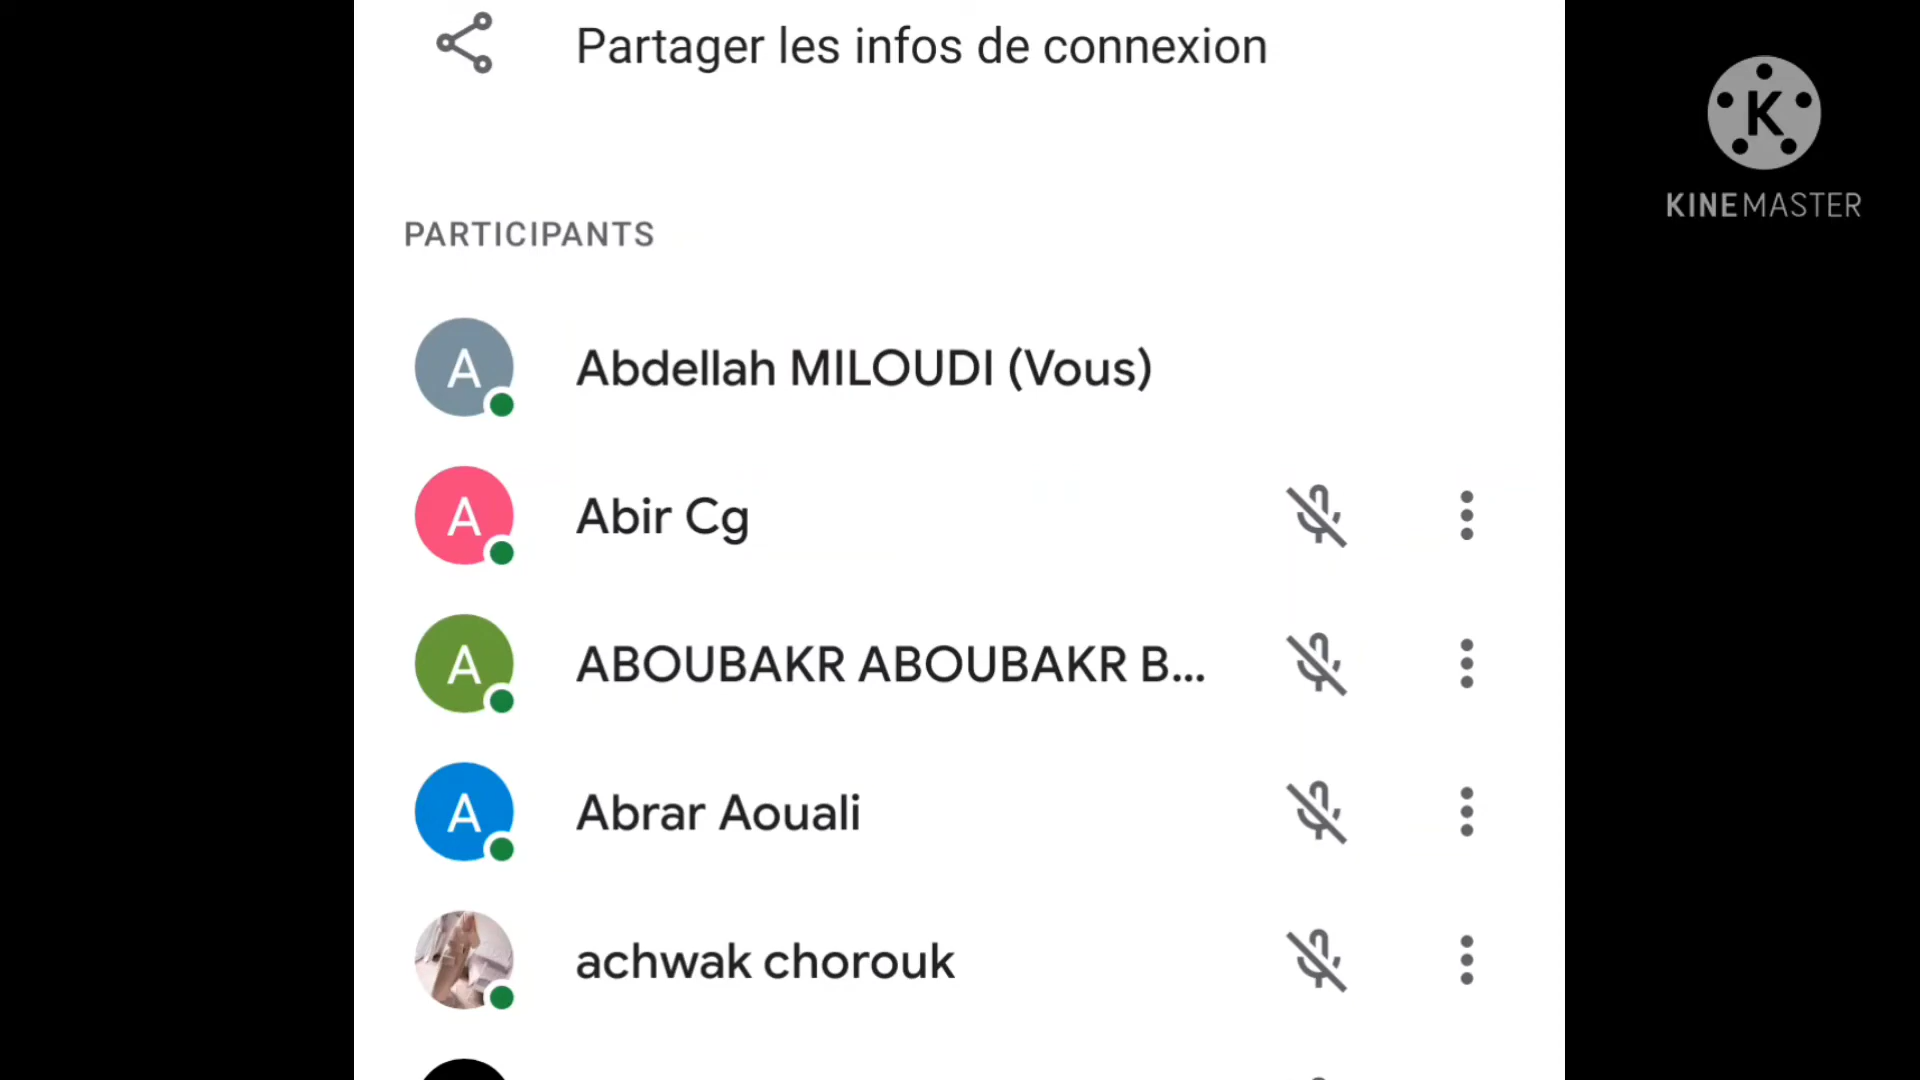 Partager les infos de connexion
K
KINEMASTER
PARTICIPANTS
A
Abdellah MILOUDI (Vous)
A
Abir Cg
A
ABOUBAKR ABOUBAKR B...
A
Abrar Aouali
achwak chorouk